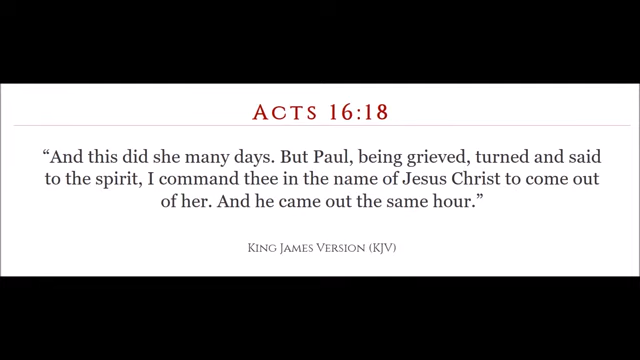 Acts 16:18
“And this did she many days. But Paul, being grieved, turned and said
to the spirit, I command thee in the name of Jesus Christ to come out
of her. And he came out the same hour.”
King James Version (KJV)